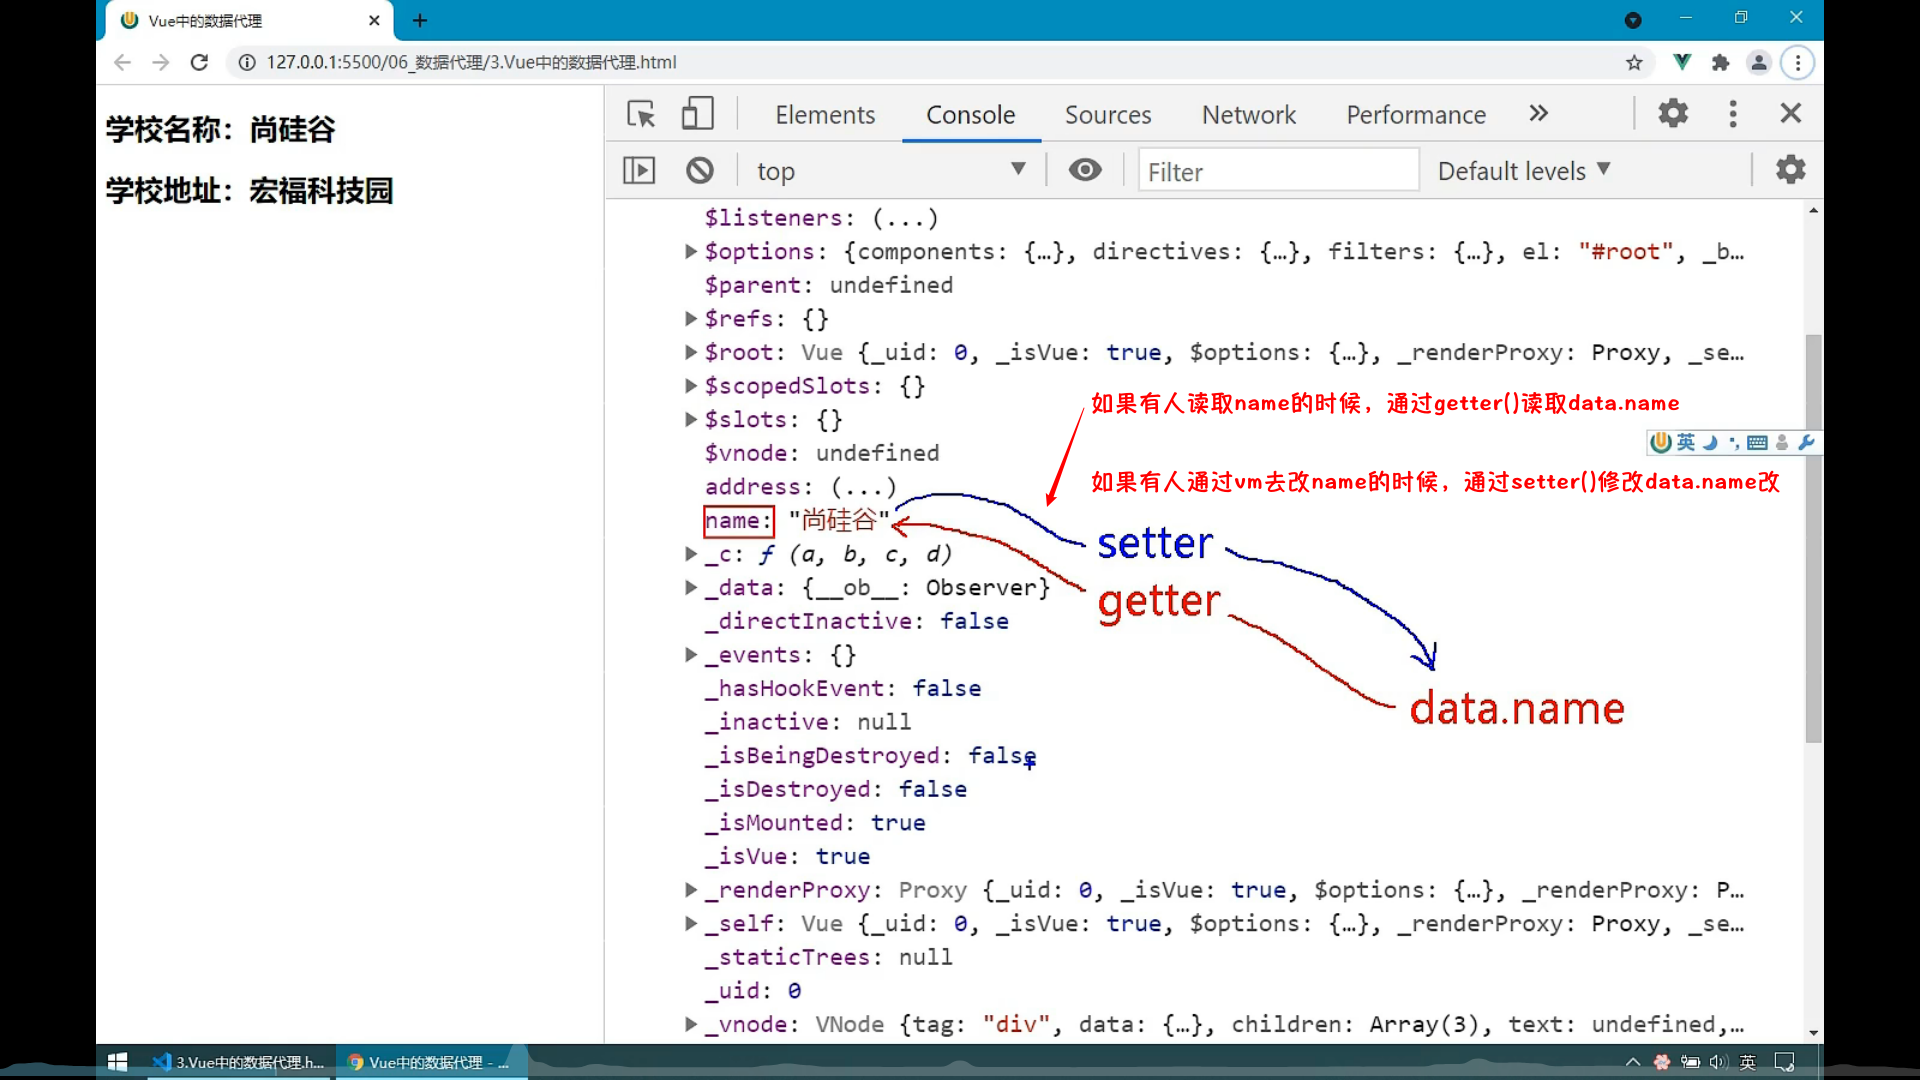 Vue中的数据代理
127.0.0.1:5500/06_数据代理/3.Vue中的数据代理.html
学校名称：尚硅谷
学校地址：宏福科技园
Elements Console Sources Network Performance »
top ▼ Filter Default levels ▼
$listeners: (...)
$options: {components: {…}, directives: {…}, filters: {…}, el: "#root", _b…
$parent: undefined
$refs: {}
$root: Vue {_uid: 0, _isVue: true, $options: {…}, _renderProxy: Proxy, _se…
$scopedSlots: {}
如果有人读取name的时候，通过getter()读取data.name
$slots: {}
英
$vnode: undefined
如果有人通过vm去改name的时候，通过setter()修改data.name改
address: (...)
name: "尚硅谷"
setter
_c: ƒ (a, b, c, d)
_data: {__ob__: Observer}
getter
_directInactive: false
_events: {}
_hasHookEvent: false
data.name
_inactive: null
_isBeingDestroyed: false
_isDestroyed: false
_isMounted: true
_isVue: true
_renderProxy: Proxy {_uid: 0, _isVue: true, $options: {…}, _renderProxy: P…
_self: Vue {_uid: 0, _isVue: true, $options: {…}, _renderProxy: Proxy, _se…
_staticTrees: null
_uid: 0
_vnode: VNode {tag: "div", data: {…}, children: Array(3), text: undefined,…
3.Vue中的数据代理.h... Vue中的数据代理 - ... 英